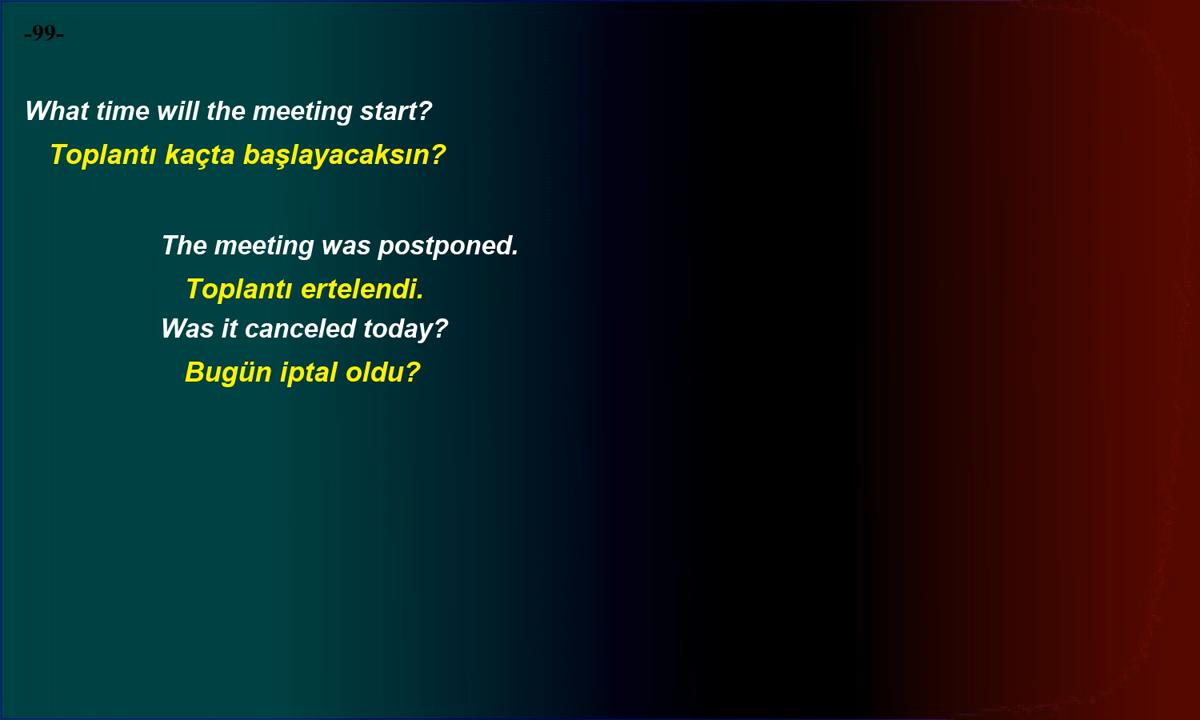 -99-
What time will the meeting start?
Toplantı kaçta başlayacaksın?
The meeting was postponed.
Toplantı ertelendi.
Was it canceled today?
Bugün iptal oldu?